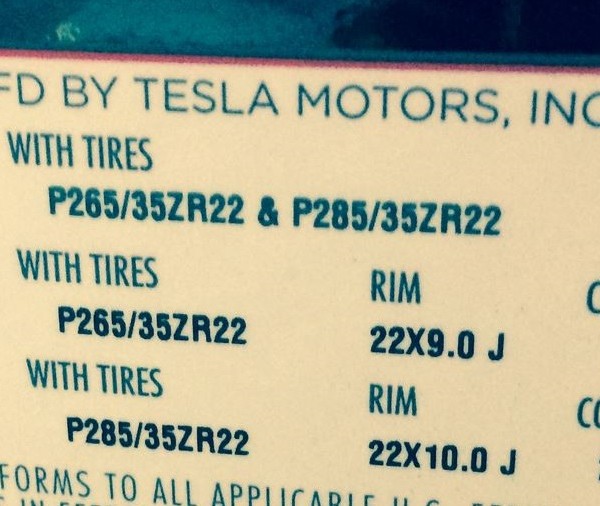 FD BY TESLA MOTORS, INC
WITH TIRES
P265/35ZR22 & P285/35ZR22
WITH TIRES RIM C
P265/35ZR22 22X9.0 J
WITH TIRES RIM CO
P285/35ZR22 22X10.0 J
FORMS TO ALL APPLICABLE U.S.